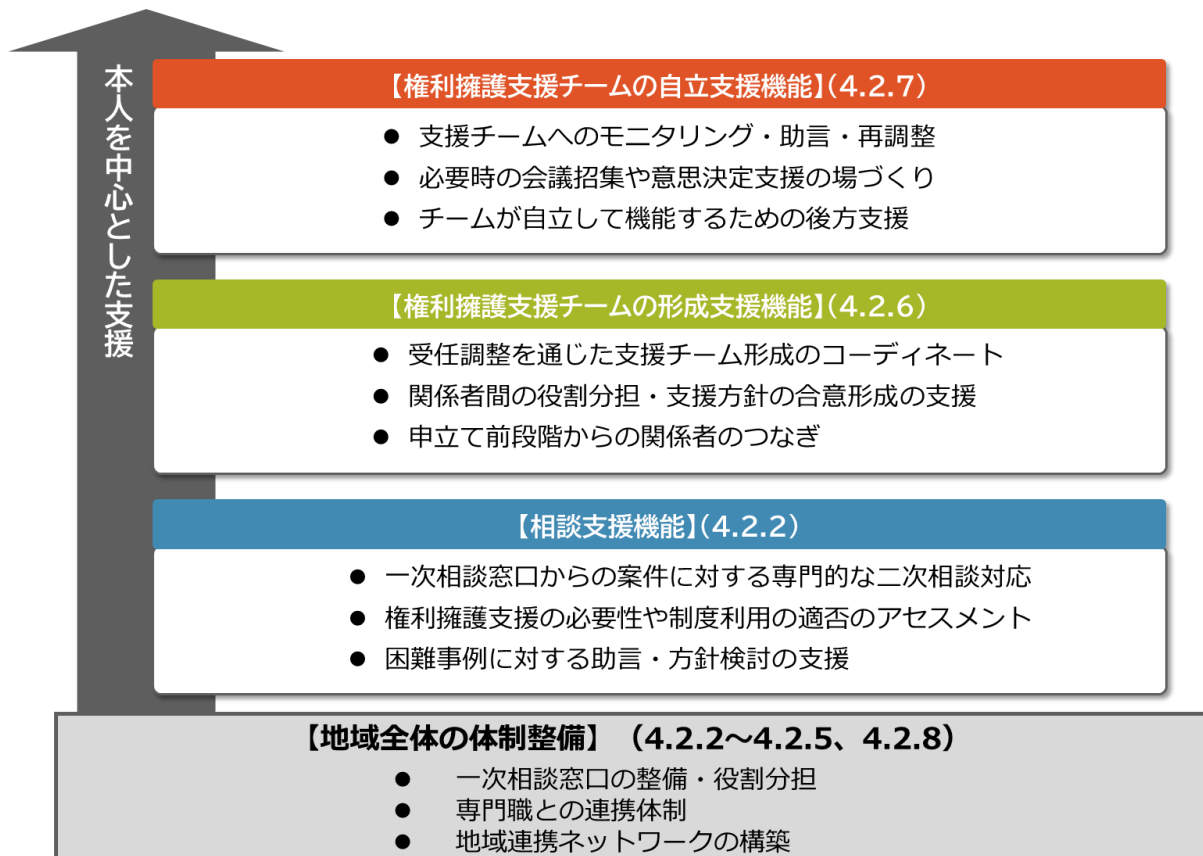 本人を中心とした支援
【権利擁護支援チームの自立支援機能】(4.2.7)
● 支援チームへのモニタリング・助言・再調整
● 必要時の会議招集や意思決定支援の場づくり
● チームが自立して機能するための後方支援
【権利擁護支援チームの形成支援機能】(4.2.6)
● 受任調整を通じた支援チーム形成のコーディネート
● 関係者間の役割分担・支援方針の合意形成の支援
● 申立て前段階からの関係者のつなぎ
【相談支援機能】(4.2.2)
● 一次相談窓口からの案件に対する専門的な二次相談対応
● 権利擁護支援の必要性や制度利用の適否のアセスメント
● 困難事例に対する助言・方針検討の支援
【地域全体の体制整備】（4.2.2～4.2.5、4.2.8）
● 一次相談窓口の整備・役割分担
● 専門職との連携体制
● 地域連携ネットワークの構築